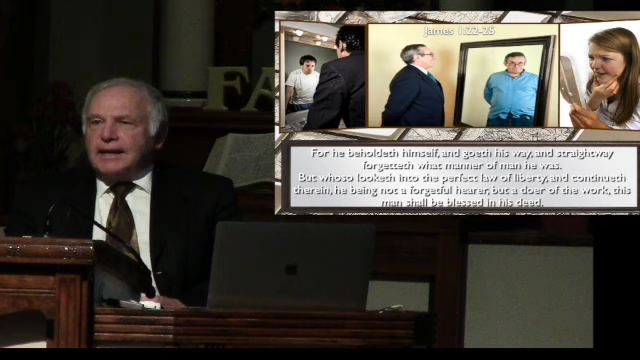 FA
James 1:22-25
For he beholdeth himself, and goeth his way, and straightway
forgetteth what manner of man he was.
But whoso looketh into the perfect law of liberty, and continueth
therein, he being not a forgetful hearer, but a doer of the work, this
man shall be blessed in his deed.